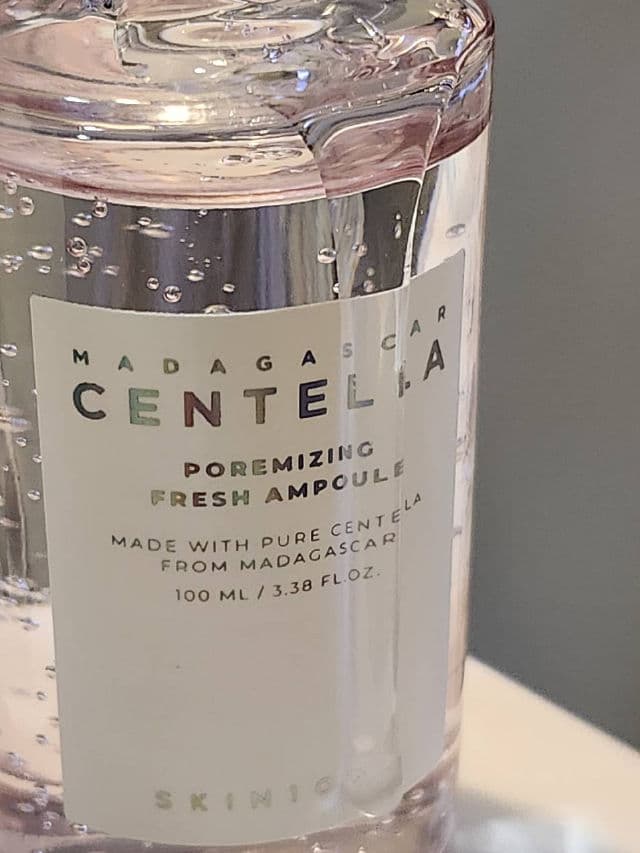 MADAGASCAR
CENTELLA
POREMIZING
FRESH AMPOULE
MADE WITH PURE CENTELLA
FROM MADAGASCAR
100 ML / 3.38 FL.OZ.